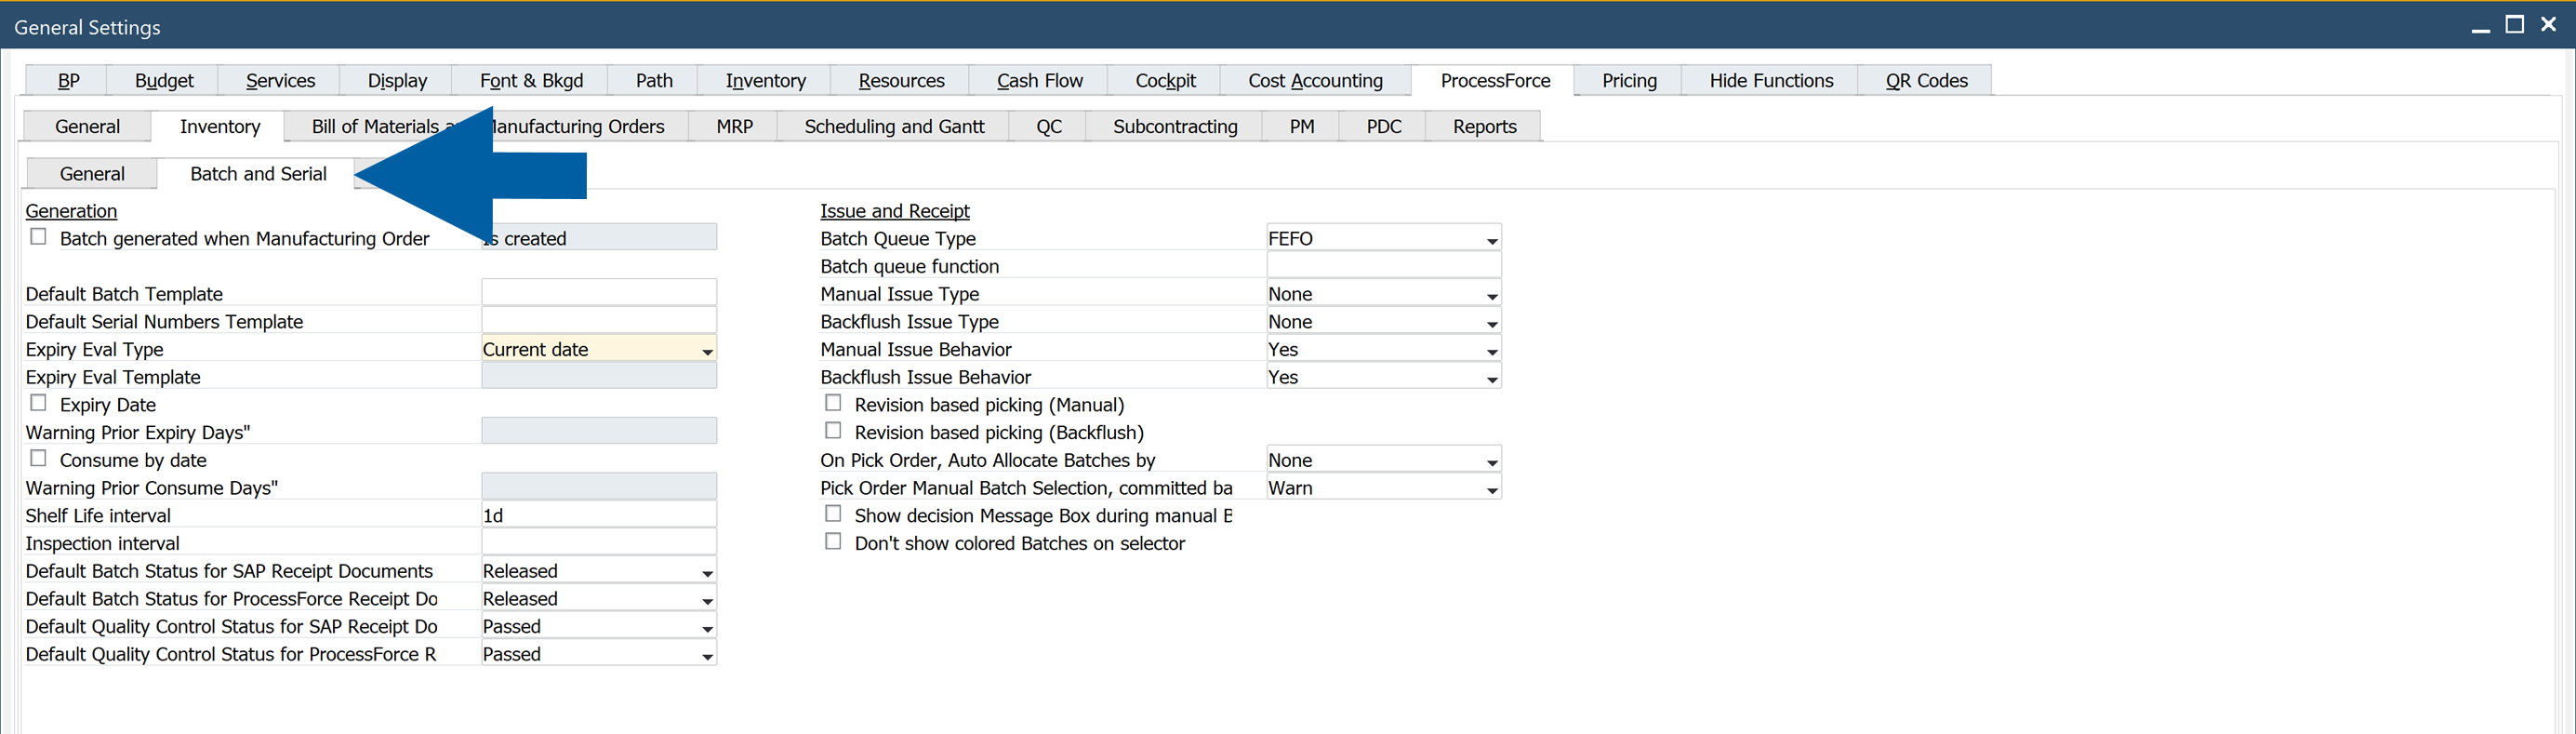 General Settings
BP Budget Services Display Font & Bkgd Path Inventory Resources Cash Flow Cockpit Cost Accounting ProcessForce Pricing Hide Functions QR Codes
General Inventory Bill of Materials a Manufacturing Orders MRP Scheduling and Gantt QC Subcontracting PM PDC Reports
General Batch and Serial
Generation
Batch generated when Manufacturing Order Is created
Default Batch Template
Default Serial Numbers Template
Expiry Eval Type Current date
Expiry Eval Template
Expiry Date
Warning Prior Expiry Days"
Consume by date
Warning Prior Consume Days"
Shelf Life interval 1d
Inspection interval
Default Batch Status for SAP Receipt Documents Released
Default Batch Status for ProcessForce Receipt Do Released
Default Quality Control Status for SAP Receipt Do Passed
Default Quality Control Status for ProcessForce R Passed
Issue and Receipt
Batch Queue Type FEFO
Batch queue function
Manual Issue Type None
Backflush Issue Type None
Manual Issue Behavior Yes
Backflush Issue Behavior Yes
Revision based picking (Manual)
Revision based picking (Backflush)
On Pick Order, Auto Allocate Batches by None
Pick Order Manual Batch Selection, committed ba Warn
Show decision Message Box during manual B
Don't show colored Batches on selector